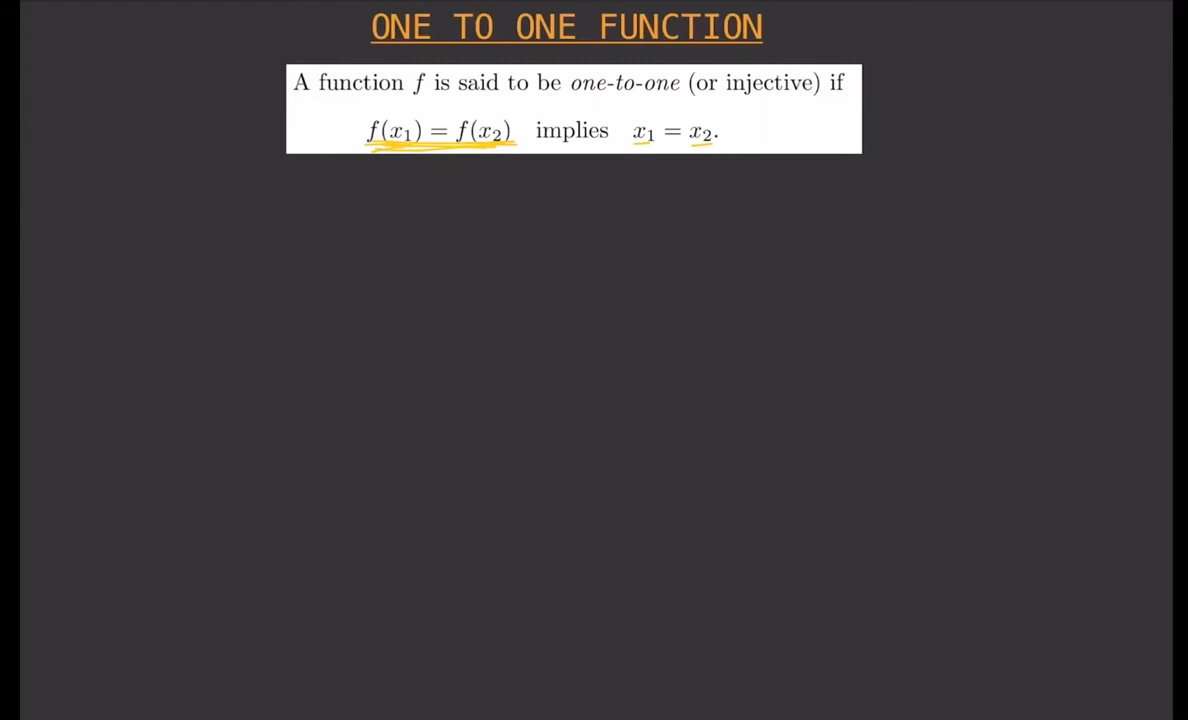 ONE TO ONE FUNCTION
A function f is said to be one-to-one (or injective) if
f(x₁) = f(x₂) implies x₁ = x₂.